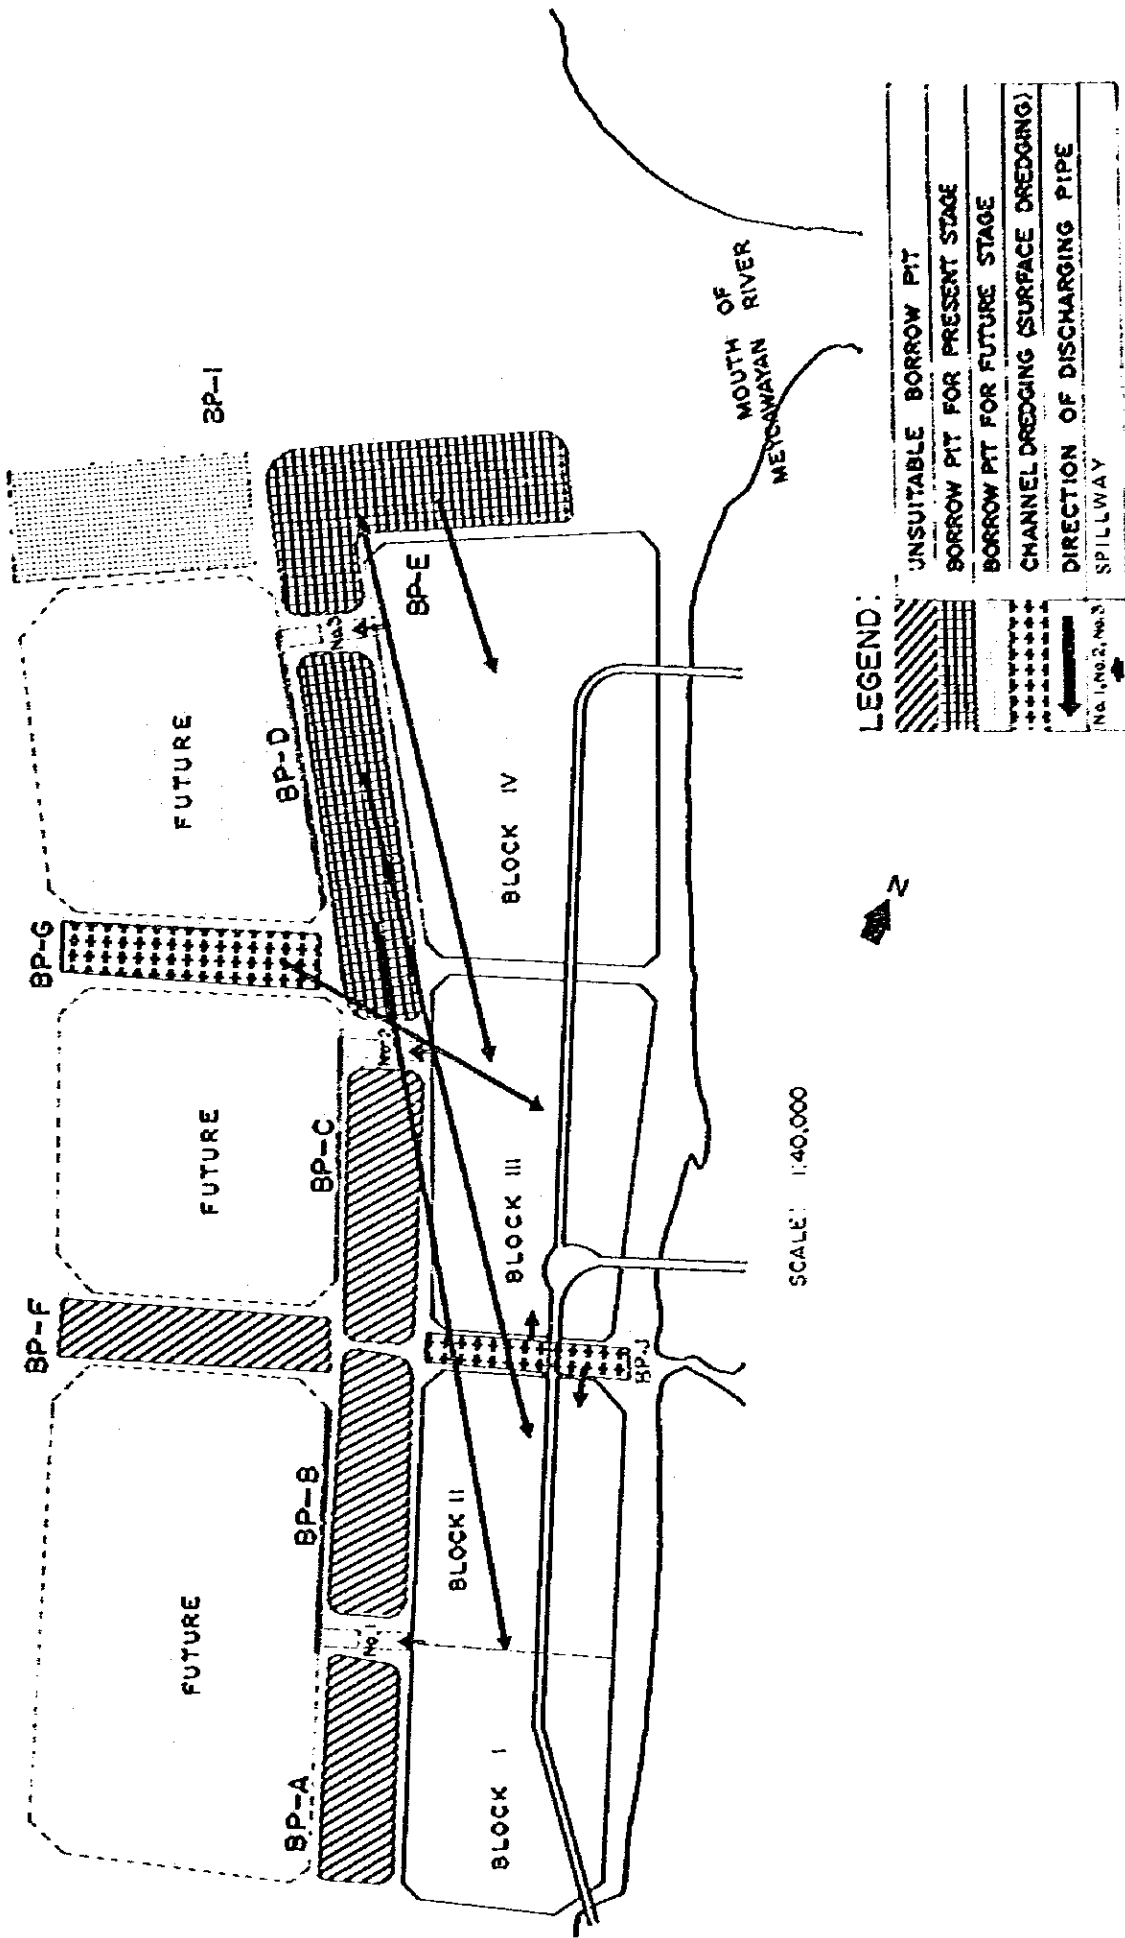 BP-I
BP-G
BP-F
FUTURE
FUTURE
FUTURE
BP-D
BP-C
BP-B
BP-A
BP-E
No.3
No.2
No.1
BLOCK IV
BLOCK III
BLOCK II
BLOCK I
BP-J
MOUTH OF
MEYCAWAYAN RIVER
N
SCALE: 1:40,000
LEGEND:
UNSUITABLE BORROW PIT
BORROW PIT FOR PRESENT STAGE
BORROW PIT FOR FUTURE STAGE
CHANNEL DREDGING (SURFACE DREDGING)
DIRECTION OF DISCHARGING PIPE
No.1, No.2, No.3 SPILLWAY